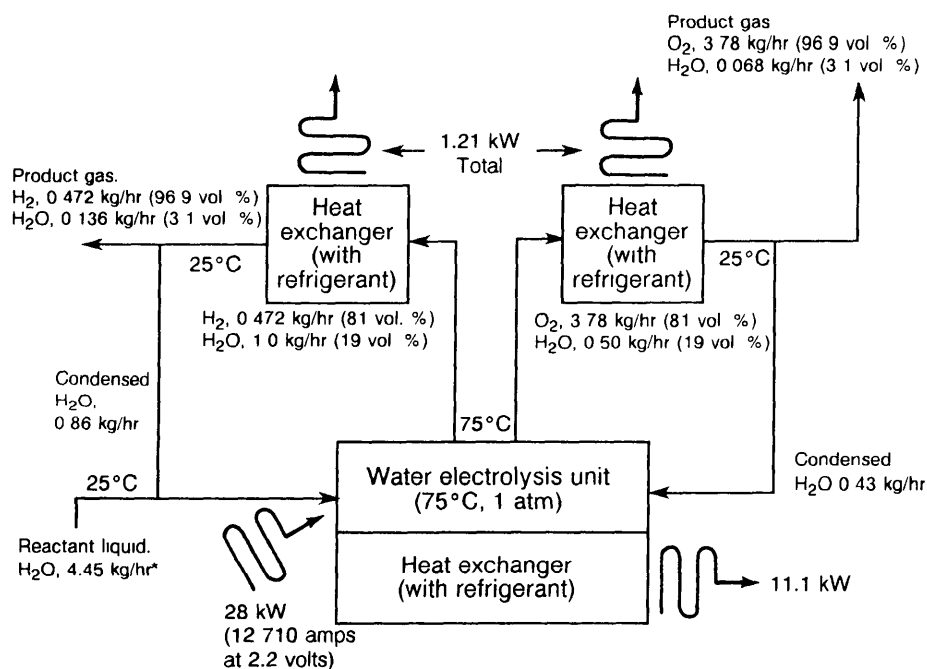 Product gas
O₂, 3 78 kg/hr (96 9 vol %)
H₂O, 0 068 kg/hr (3 1 vol %)
1.21 kW
Total
Product gas.
H₂, 0 472 kg/hr (96 9 vol %)
H₂O, 0 136 kg/hr (3 1 vol %)
Heat
exchanger
(with
refrigerant)
Heat
exchanger
(with
refrigerant)
25°C
25°C
H₂, 0 472 kg/hr (81 vol. %)
H₂O, 1 0 kg/hr (19 vol %)
O₂, 3 78 kg/hr (81 vol %)
H₂O, 0 50 kg/hr (19 vol %)
Condensed
H₂O,
0 86 kg/hr
75°C
Condensed
H₂O 0 43 kg/hr
25°C
Water electrolysis unit
(75°C, 1 atm)
Reactant liquid.
H₂O, 4.45 kg/hr*
Heat exchanger
(with refrigerant)
11.1 kW
28 kW
(12 710 amps
at 2.2 volts)